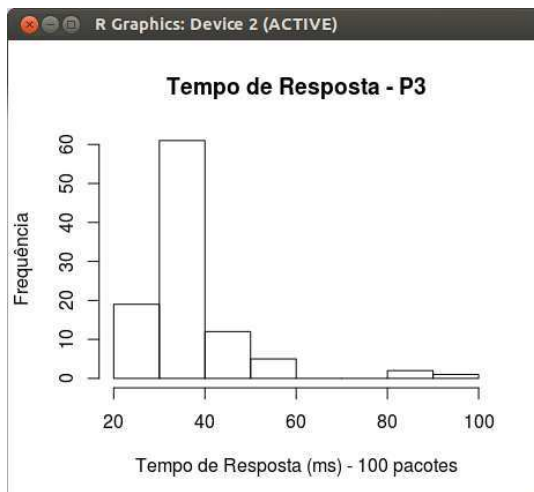 R Graphics: Device 2 (ACTIVE)
Tempo de Resposta - P3
Frequência
60
50
40
30
20
10
0
20 40 60 80 100
Tempo de Resposta (ms) - 100 pacotes